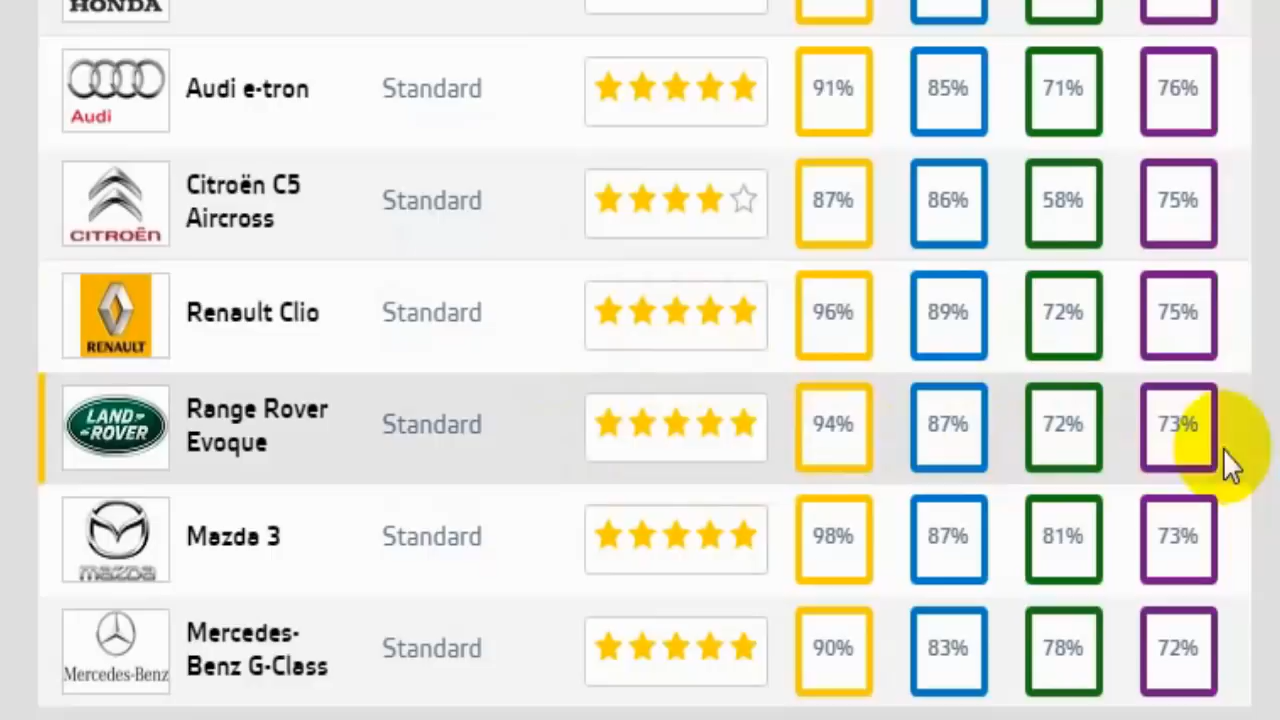 HONDA
Audi
Audi e-tron Standard 91% 85% 71% 76%
CITROËN
Citroën C5
Aircross
Standard 87% 86% 58% 75%
RENAULT
Renault Clio Standard 96% 89% 72% 75%
LAND
ROVER
Range Rover
Evoque
Standard 94% 87% 72% 73%
mazda
Mazda 3 Standard 98% 87% 81% 73%
Mercedes-Benz
Mercedes-
Benz G-Class
Standard 90% 83% 78% 72%